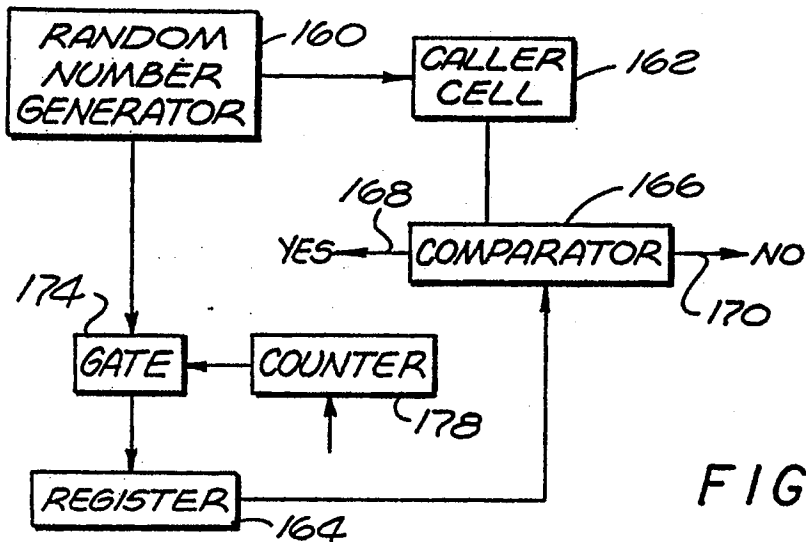 RANDOM
NUMBER
GENERATOR
160
CALLER
CELL
162
166
168
YES
COMPARATOR
NO
170
174
GATE
COUNTER
178
REGISTER
164
FIG